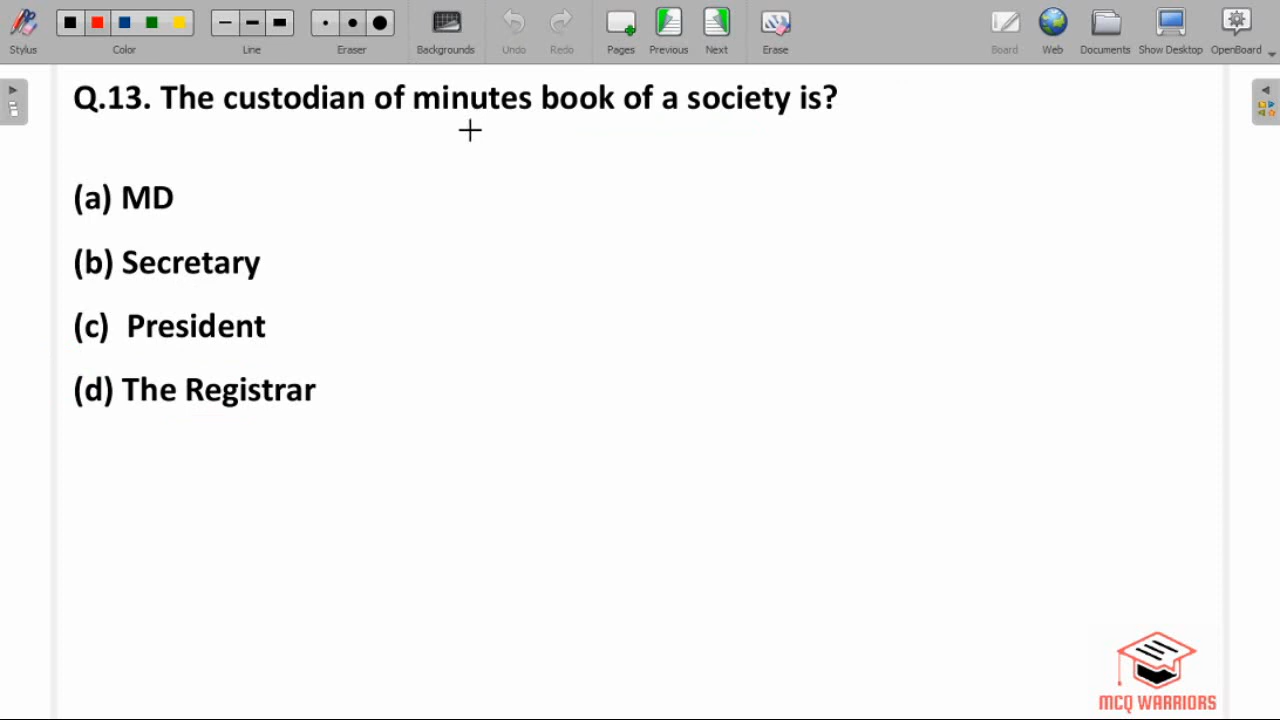 Stylus
Color
Line
Eraser
Backgrounds
Undo
Redo
Pages
Previous
Next
Erase
Board
Web
Documents
Show Desktop
OpenBoard
Q.13. The custodian of minutes book of a society is?
(a) MD
(b) Secretary
(c) President
(d) The Registrar
MCQ WARRIORS